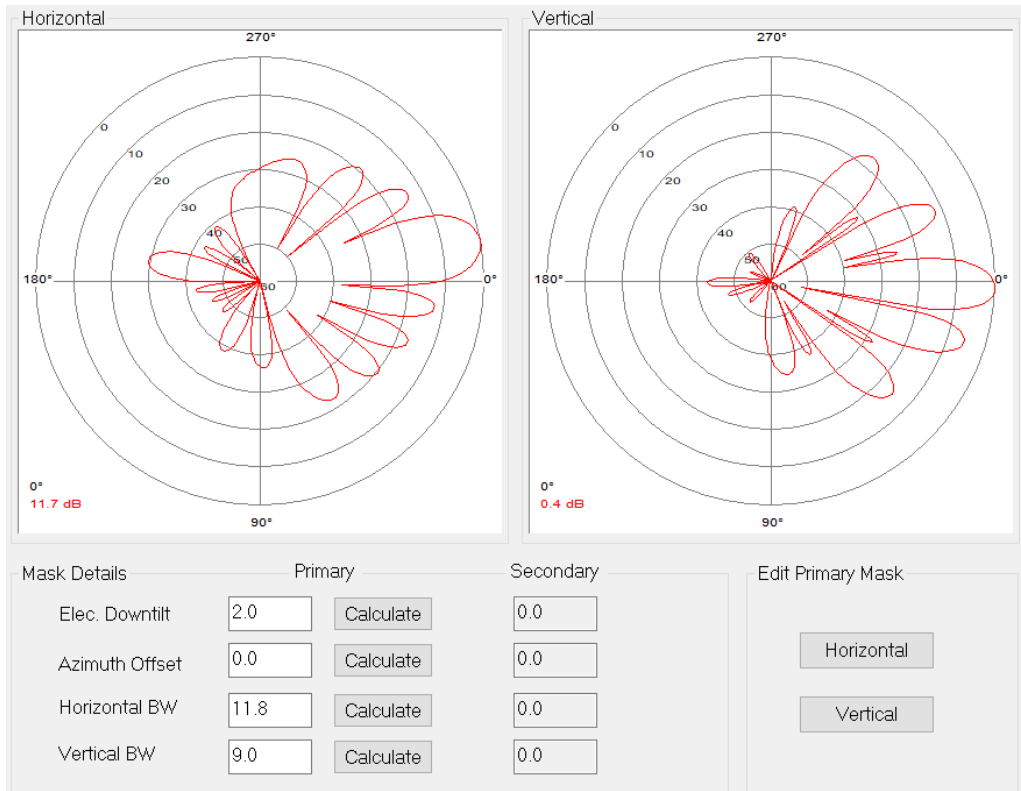 Horizontal
270°
0
10
20
30
40
50
60
180°
0°
0°
11.7 dB
90°
Vertical
270°
0
10
20
30
40
50
60
180°
0°
0°
0.4 dB
90°
Mask Details Primary Secondary
Elec. Downtilt 2.0 Calculate 0.0
Azimuth Offset 0.0 Calculate 0.0
Horizontal BW 11.8 Calculate 0.0
Vertical BW 9.0 Calculate 0.0
Edit Primary Mask
Horizontal
Vertical